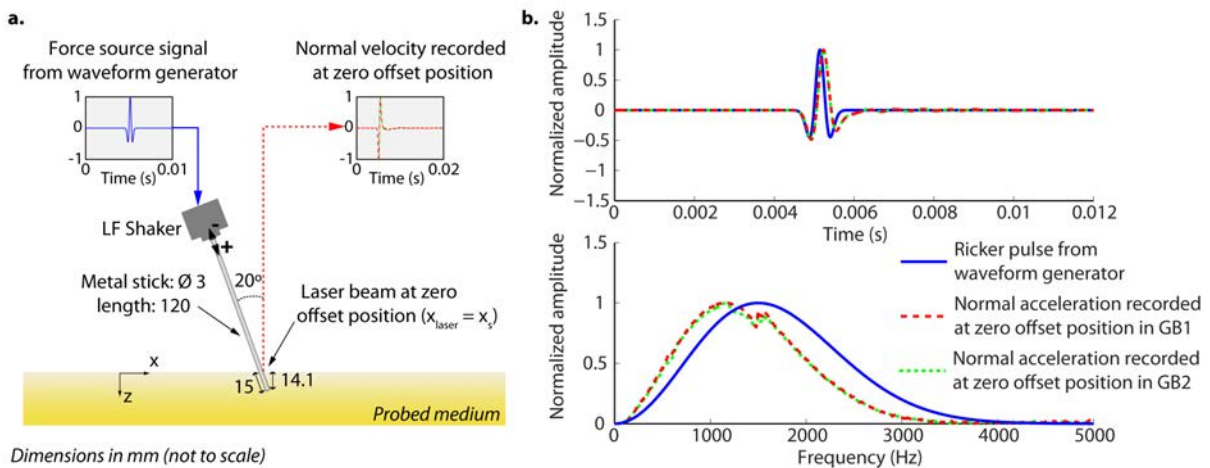 a.
Force source signal
from waveform generator
1
0
-1
0
0.01
Time (s)
Normal velocity recorded
at zero offset position
1
0
-1
0
0.02
Time (s)
LF Shaker
-
+
Metal stick: Ø 3
length: 120
20º
Laser beam at zero
offset position (x_laser = x_s)
x
z
15
14.1
Probed medium
Dimensions in mm (not to scale)
b.
Normalized amplitude
1.5
1
0.5
0
−0.5
−1
−1.5
0
0.002
0.004
0.006
0.008
0.01
0.012
Time (s)
Normalized amplitude
1.5
1
0.5
0
0
1000
2000
3000
4000
5000
Frequency (Hz)
Ricker pulse from
waveform generator
Normal acceleration recorded
at zero offset position in GB1
Normal acceleration recorded
at zero offset position in GB2